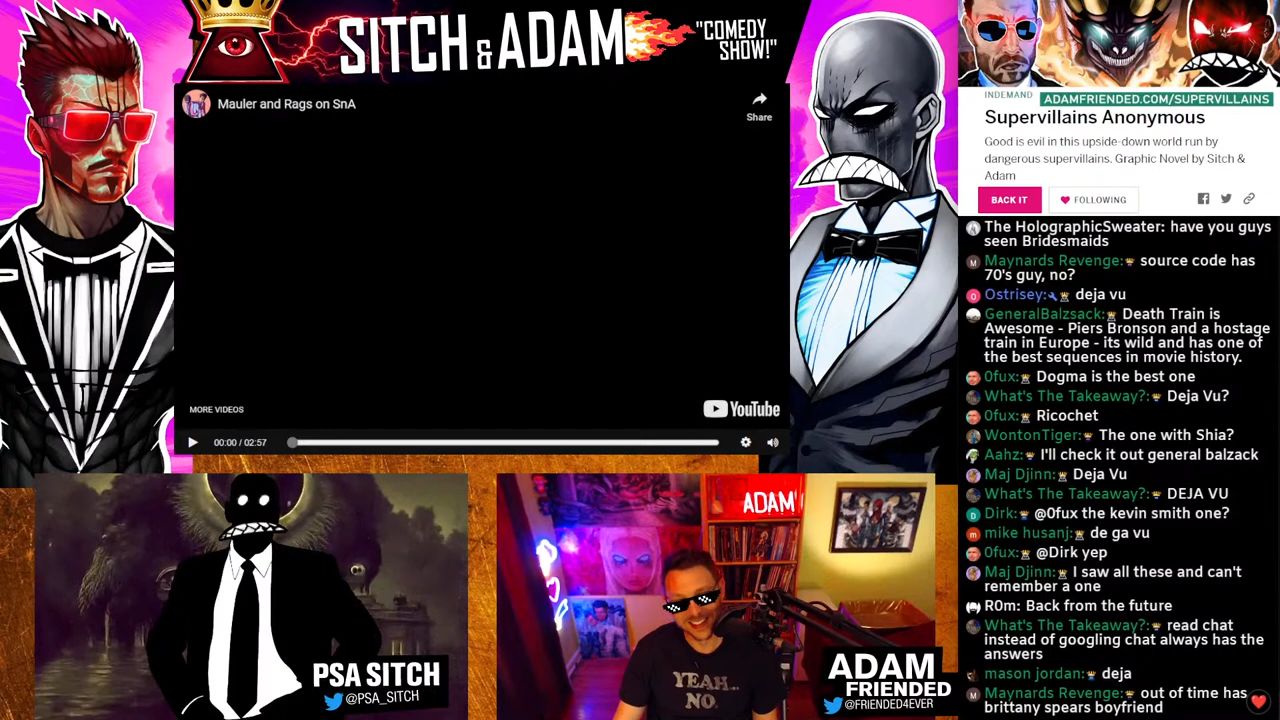 SITCH & ADAM
"COMEDY
SHOW!"
Mauler and Rags on SnA
Share
MORE VIDEOS
YouTube
00:00 / 02:57
INDEMAND
ADAMFRIENDED.COM/SUPERVILLAINS
Supervillains Anonymous
Good is evil in this upside-down world run by
dangerous supervillains. Graphic Novel by Sitch &
Adam
BACK IT
FOLLOWING
The HolographicSweater: have you guys
seen Bridesmaids
M Maynards Revenge: source code has
70's guy, no?
O Ostrisey: deja vu
GeneralBalzsack: Death Train is
Awesome - Piers Bronson and a hostage
train in Europe - its wild and has one of
the best sequences in movie history.
0fux: Dogma is the best one
What's The Takeaway?: Deja Vu?
0fux: Ricochet
WontonTiger: The one with Shia?
Aahz: I'll check it out general balzack
Maj Djinn: Deja Vu
What's The Takeaway?: DEJA VU
D Dirk: @0fux the kevin smith one?
m mike husanj: de ga vu
0fux: @Dirk yep
Maj Djinn: I saw all these and can't
remember a one
R0m: Back from the future
What's The Takeaway?: read chat
instead of googling chat always has the
answers
mason jordan: deja
M Maynards Revenge: out of time has
brittany spears boyfriend
PSA SITCH
@PSA_SITCH
ADAM
YEAH...
NO.
ADAM
FRIENDED
@FRIENDED4EVER